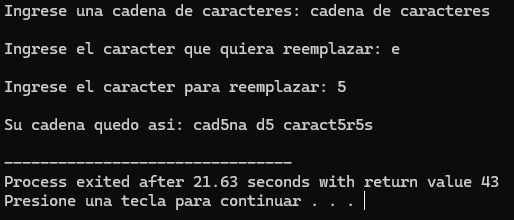 Ingrese una cadena de caracteres: cadena de caracteres
Ingrese el caracter que quiera reemplazar: e
Ingrese el caracter para reemplazar: 5
Su cadena quedo asi: cad5na d5 caract5r5s
--------------------------------
Process exited after 21.63 seconds with return value 43
Presione una tecla para continuar . . .